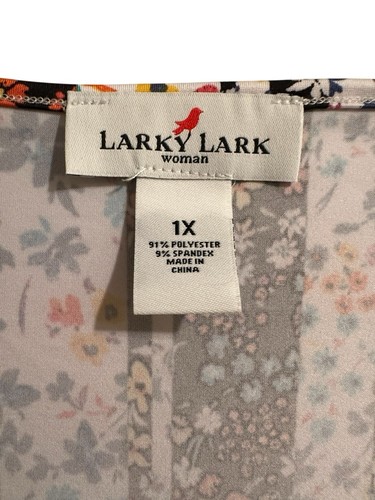 LARKY LARK
woman
1X
91% POLYESTER
9% SPANDEX
MADE IN
CHINA